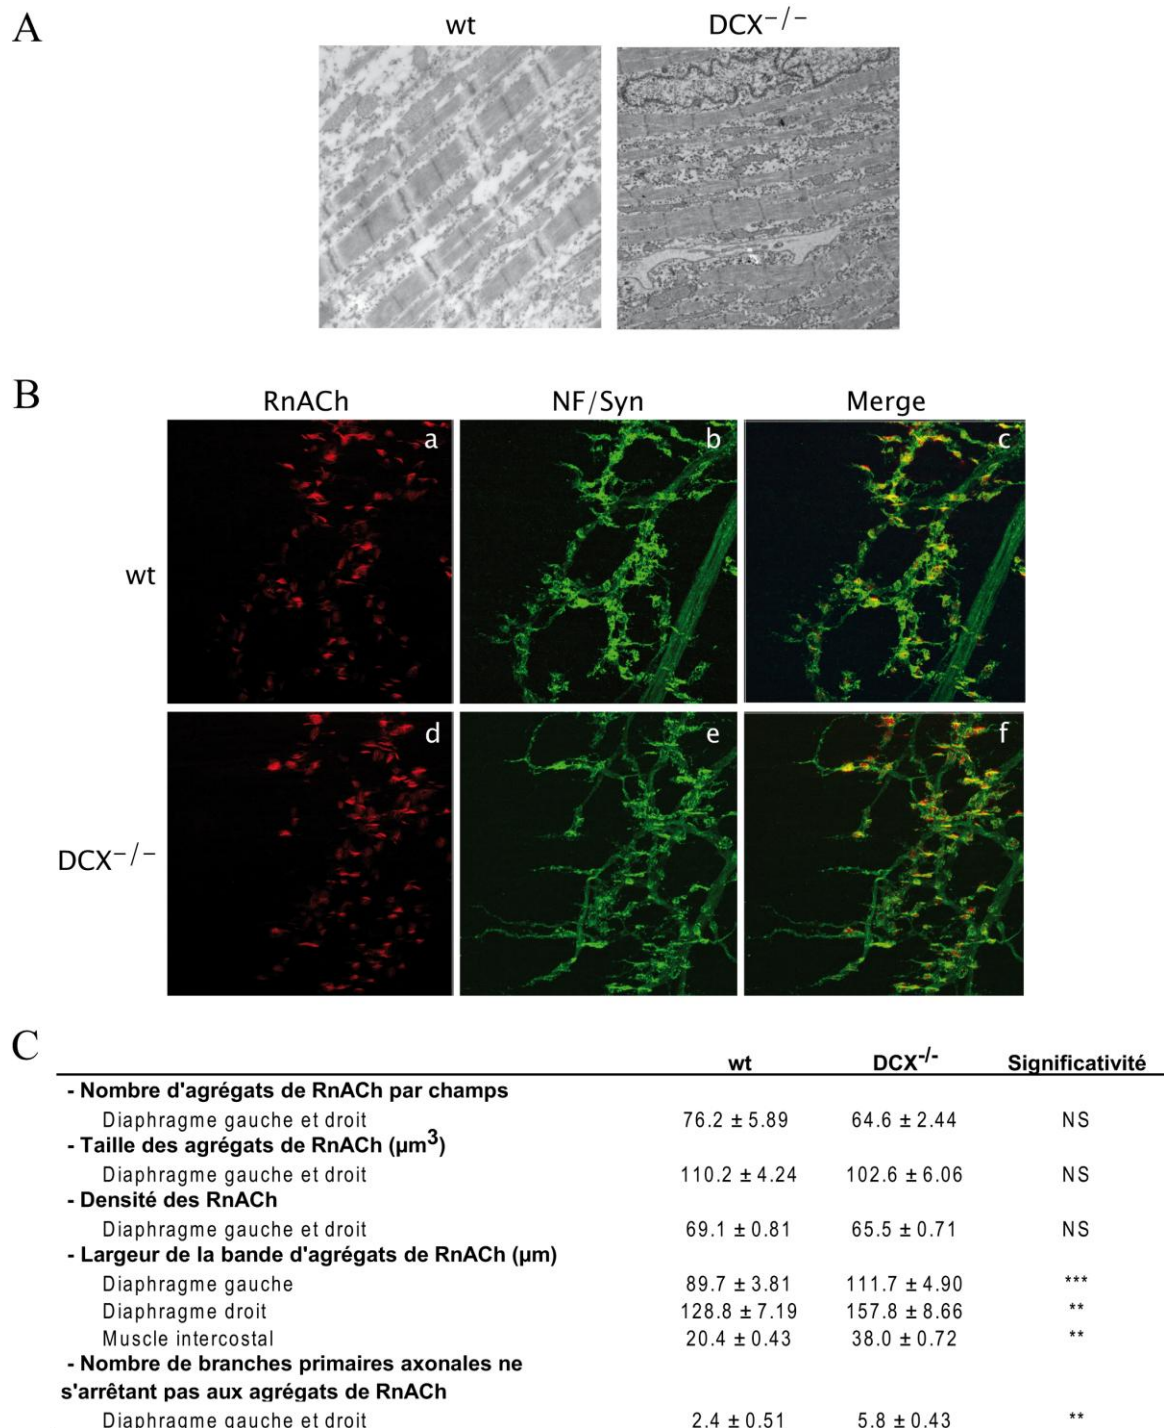 A
wt DCX-/-
B
RnACh NF/Syn Merge
a b c
wt
d e f
DCX-/-
C
wt DCX-/- Significativité
- Nombre d'agrégats de RnACh par champs
Diaphragme gauche et droit 76.2 ± 5.89 64.6 ± 2.44 NS
- Taille des agrégats de RnACh (µm³)
Diaphragme gauche et droit 110.2 ± 4.24 102.6 ± 6.06 NS
- Densité des RnACh
Diaphragme gauche et droit 69.1 ± 0.81 65.5 ± 0.71 NS
- Largeur de la bande d'agrégats de RnACh (µm)
Diaphragme gauche 89.7 ± 3.81 111.7 ± 4.90 ***
Diaphragme droit 128.8 ± 7.19 157.8 ± 8.66 **
Muscle intercostal 20.4 ± 0.43 38.0 ± 0.72 **
- Nombre de branches primaires axonales ne
s'arrêtant pas aux agrégats de RnACh
Diaphragme gauche et droit 2.4 ± 0.51 5.8 ± 0.43 **